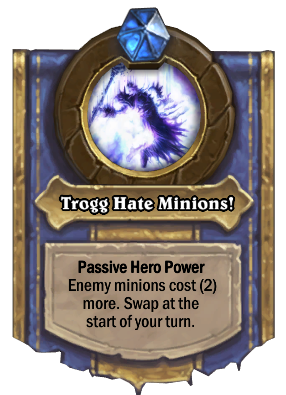 Trogg Hate Minions!
Passive Hero Power
Enemy minions cost (2)
more. Swap at the
start of your turn.